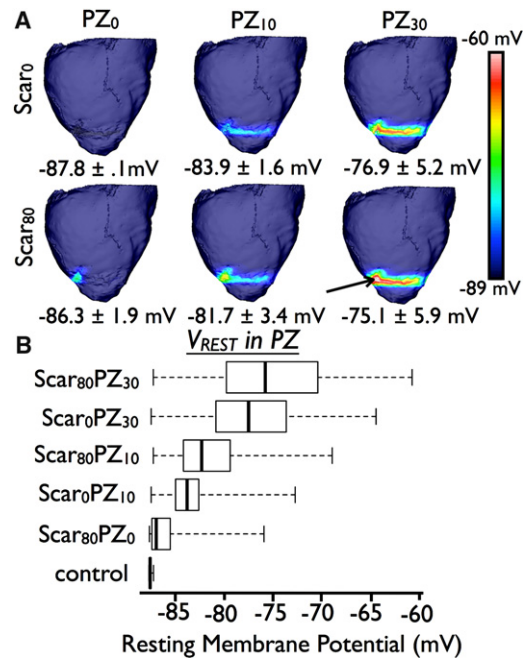 A
PZ₀ PZ₁₀ PZ₃₀
-60 mV
Scar₀
-87.8 ± .1mV -83.9 ± 1.6 mV -76.9 ± 5.2 mV
Scar₈₀
-89 mV
-86.3 ± 1.9 mV -81.7 ± 3.4 mV -75.1 ± 5.9 mV
B
V_REST in PZ
Scar₈₀PZ₃₀
Scar₀PZ₃₀
Scar₈₀PZ₁₀
Scar₀PZ₁₀
Scar₈₀PZ₀
control
-85 -80 -75 -70 -65 -60
Resting Membrane Potential (mV)